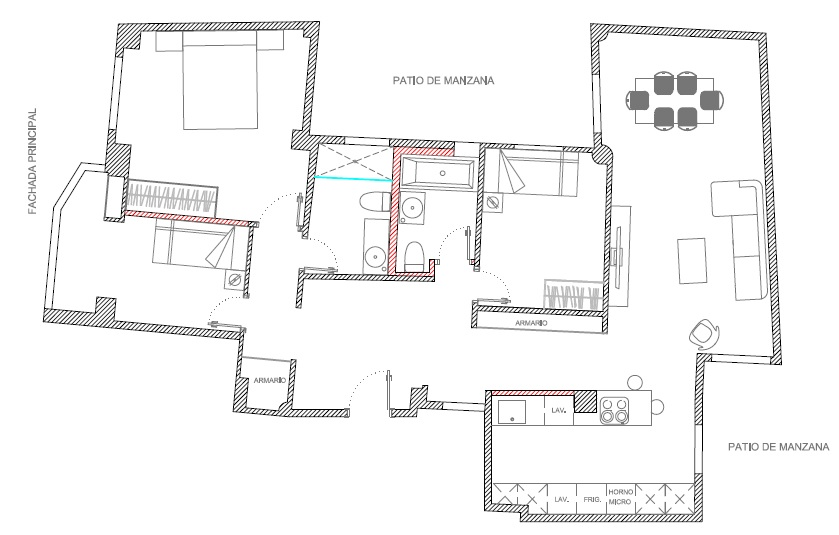 PATIO DE MANZANA
FACHADA PRINCIPAL
ARMARIO
ARMARIO
LAV.
PATIO DE MANZANA
LAV.
FRIG.
HORNO
MICRO